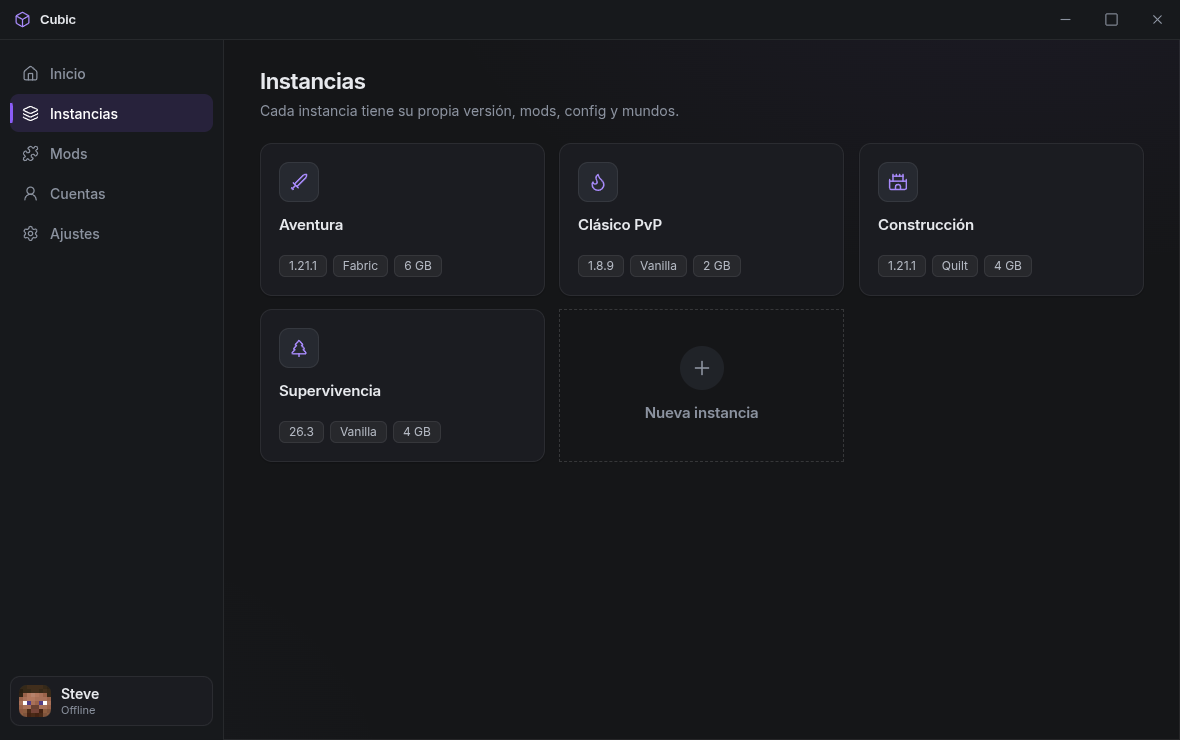 Cubic
Inicio
Instancias
Mods
Cuentas
Ajustes
Instancias
Cada instancia tiene su propia versión, mods, config y mundos.
Aventura
1.21.1 Fabric 6 GB
Clásico PvP
1.8.9 Vanilla 2 GB
Construcción
1.21.1 Quilt 4 GB
Supervivencia
26.3 Vanilla 4 GB
Nueva instancia
Steve
Offline